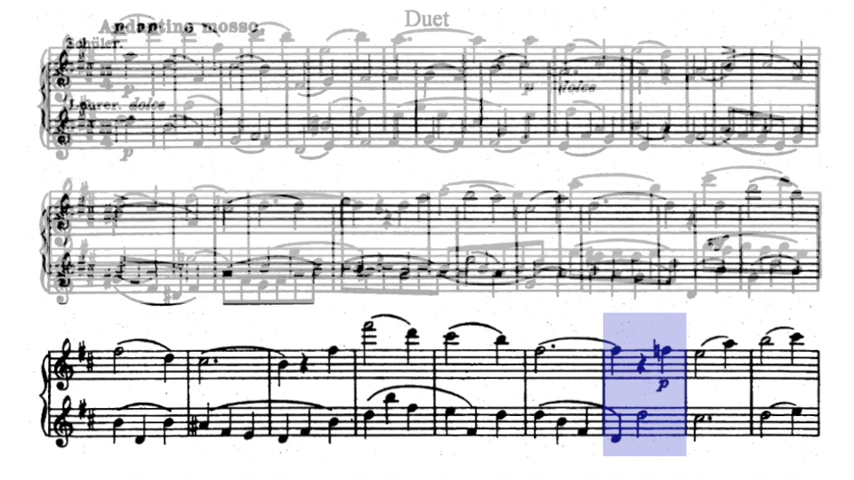 Duet
Andantino mosso.
Schüler.
p
p dolce
Lehrer. dolce
p
p